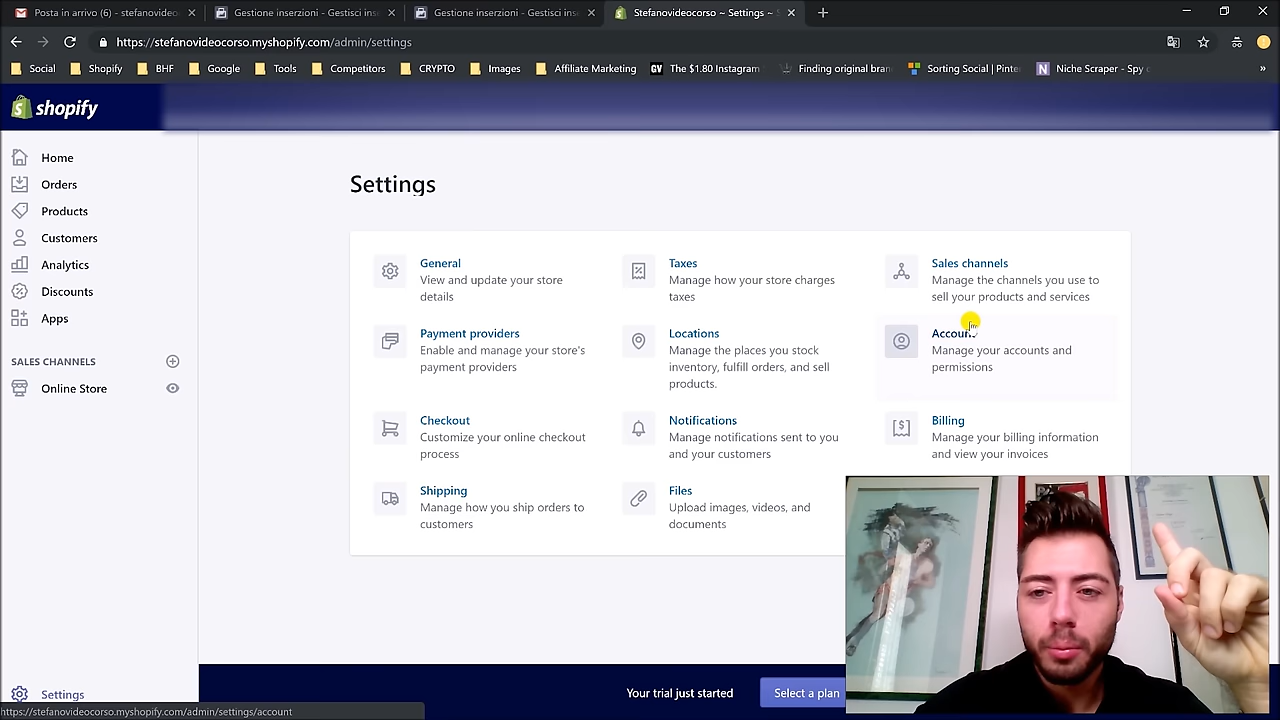 Posta in arrivo (6) - stefanovideo
Gestione inserzioni - Gestisci ins
Gestione inserzioni - Gestisci ins
Stefanovideocorso ~ Settings ~
https://stefanovideocorso.myshopify.com/admin/settings
Social
Shopify
BHF
Google
Tools
Competitors
CRYPTO
Images
Affiliate Marketing
GV
The $1.80 Instagram
Finding original bran
Sorting Social | Pinte
N
Niche Scraper - Spy
»
shopify
Home
Orders
Products
Customers
Analytics
Discounts
Apps
SALES CHANNELS
Online Store
Settings
Settings
General
View and update your store
details
Taxes
Manage how your store charges
taxes
Sales channels
Manage the channels you use to
sell your products and services
Payment providers
Enable and manage your store's
payment providers
Locations
Manage the places you stock
inventory, fulfill orders, and sell
products.
Account
Manage your accounts and
permissions
Checkout
Customize your online checkout
process
Notifications
Manage notifications sent to you
and your customers
Billing
Manage your billing information
and view your invoices
Shipping
Manage how you ship orders to
customers
Files
Upload images, videos, and
documents
Your trial just started
Select a plan
https://stefanovideocorso.myshopify.com/admin/settings/account